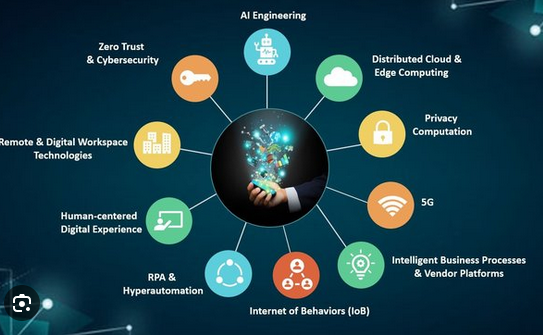 AI Engineering
Zero Trust
& Cybersecurity
Distributed Cloud &
Edge Computing
Privacy
Computation
Remote & Digital Workspace
Technologies
5G
Human-centered
Digital Experience
Intelligent Business Processes
& Vendor Platforms
RPA &
Hyperautomation
Internet of Behaviors (IoB)